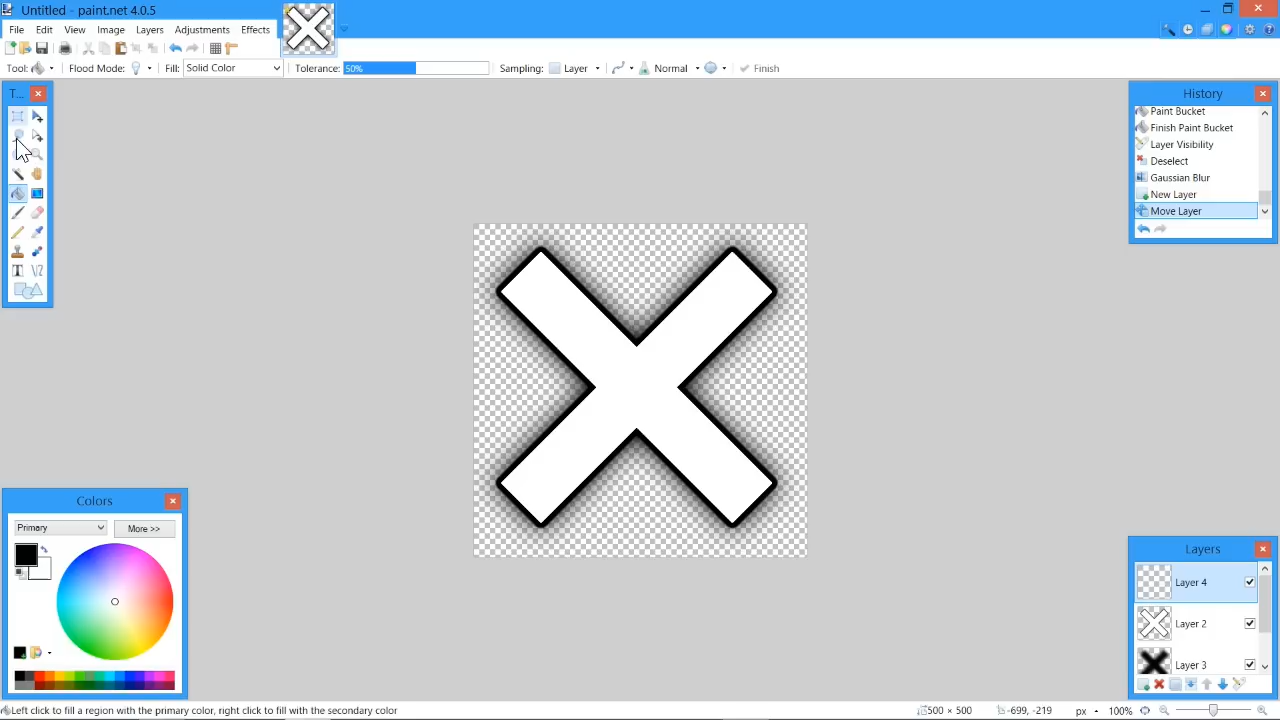 Untitled - paint.net 4.0.5
File Edit View Image Layers Adjustments Effects
Tool: Flood Mode: Fill: Solid Color Tolerance: 50% Sampling: Layer Normal Finish
T...
History
Paint Bucket
Finish Paint Bucket
Layer Visibility
Deselect
Gaussian Blur
New Layer
Move Layer
Colors
Primary More >>
Layers
Layer 4
Layer 2
Layer 3
Left click to fill a region with the primary color, right click to fill with the secondary color 500 × 500 -699, -219 px 100%